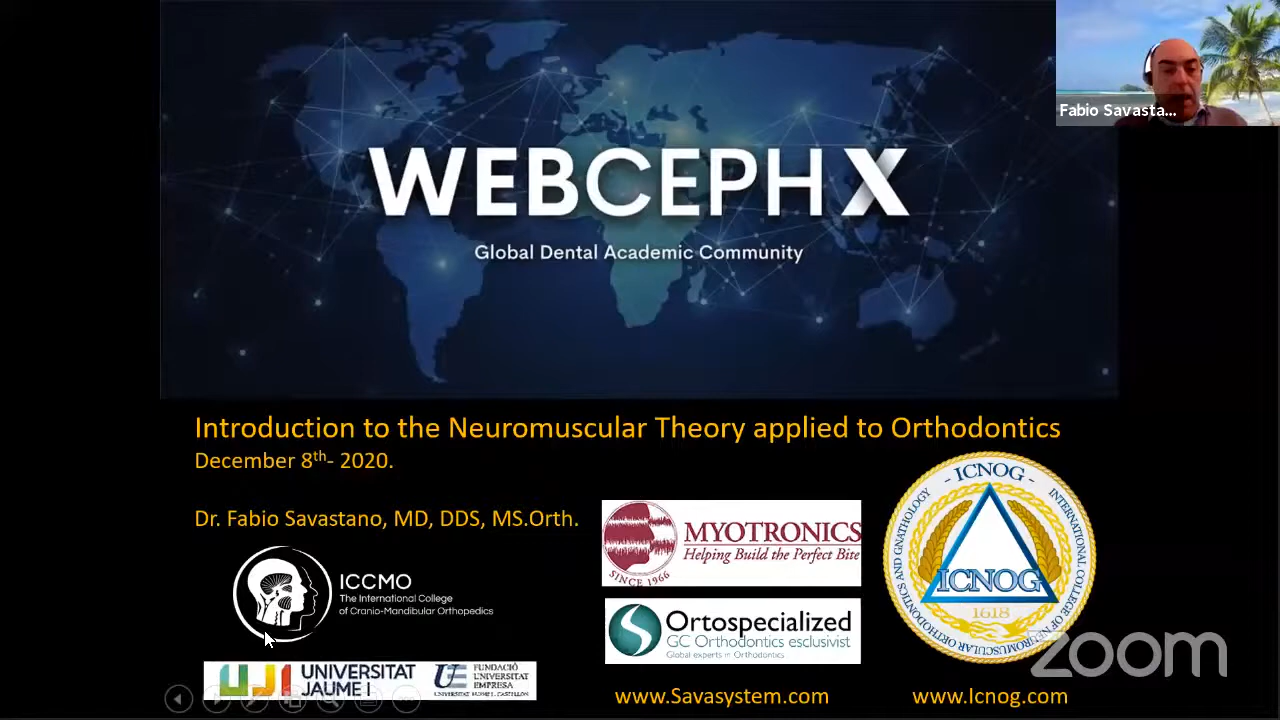 WEBCEPH X
Global Dental Academic Community
Fabio Savasta...
Introduction to the Neuromuscular Theory applied to Orthodontics
December 8th- 2020.
Dr. Fabio Savastano, MD, DDS, MS.Orth.
ICCMO
The International College
of Cranio-Mandibular Orthopedics
UJI UNIVERSITAT
JAUME I
UE FUNDACIÓ
UNIVERSITAT
EMPRESA
MYOTRONICS
Helping Build the Perfect Bite
SINCE 1966
Ortospecialized
GC Orthodontics esclusivist
Global experts in Orthodontics
www.Savasystem.com
- ICNOG -
INTERNATIONAL COLLEGE OF NEUROMUSCULAR ORTHODONTICS AND GNATHOLOGY
ICNOG
1618
www.Icnog.com
zoom